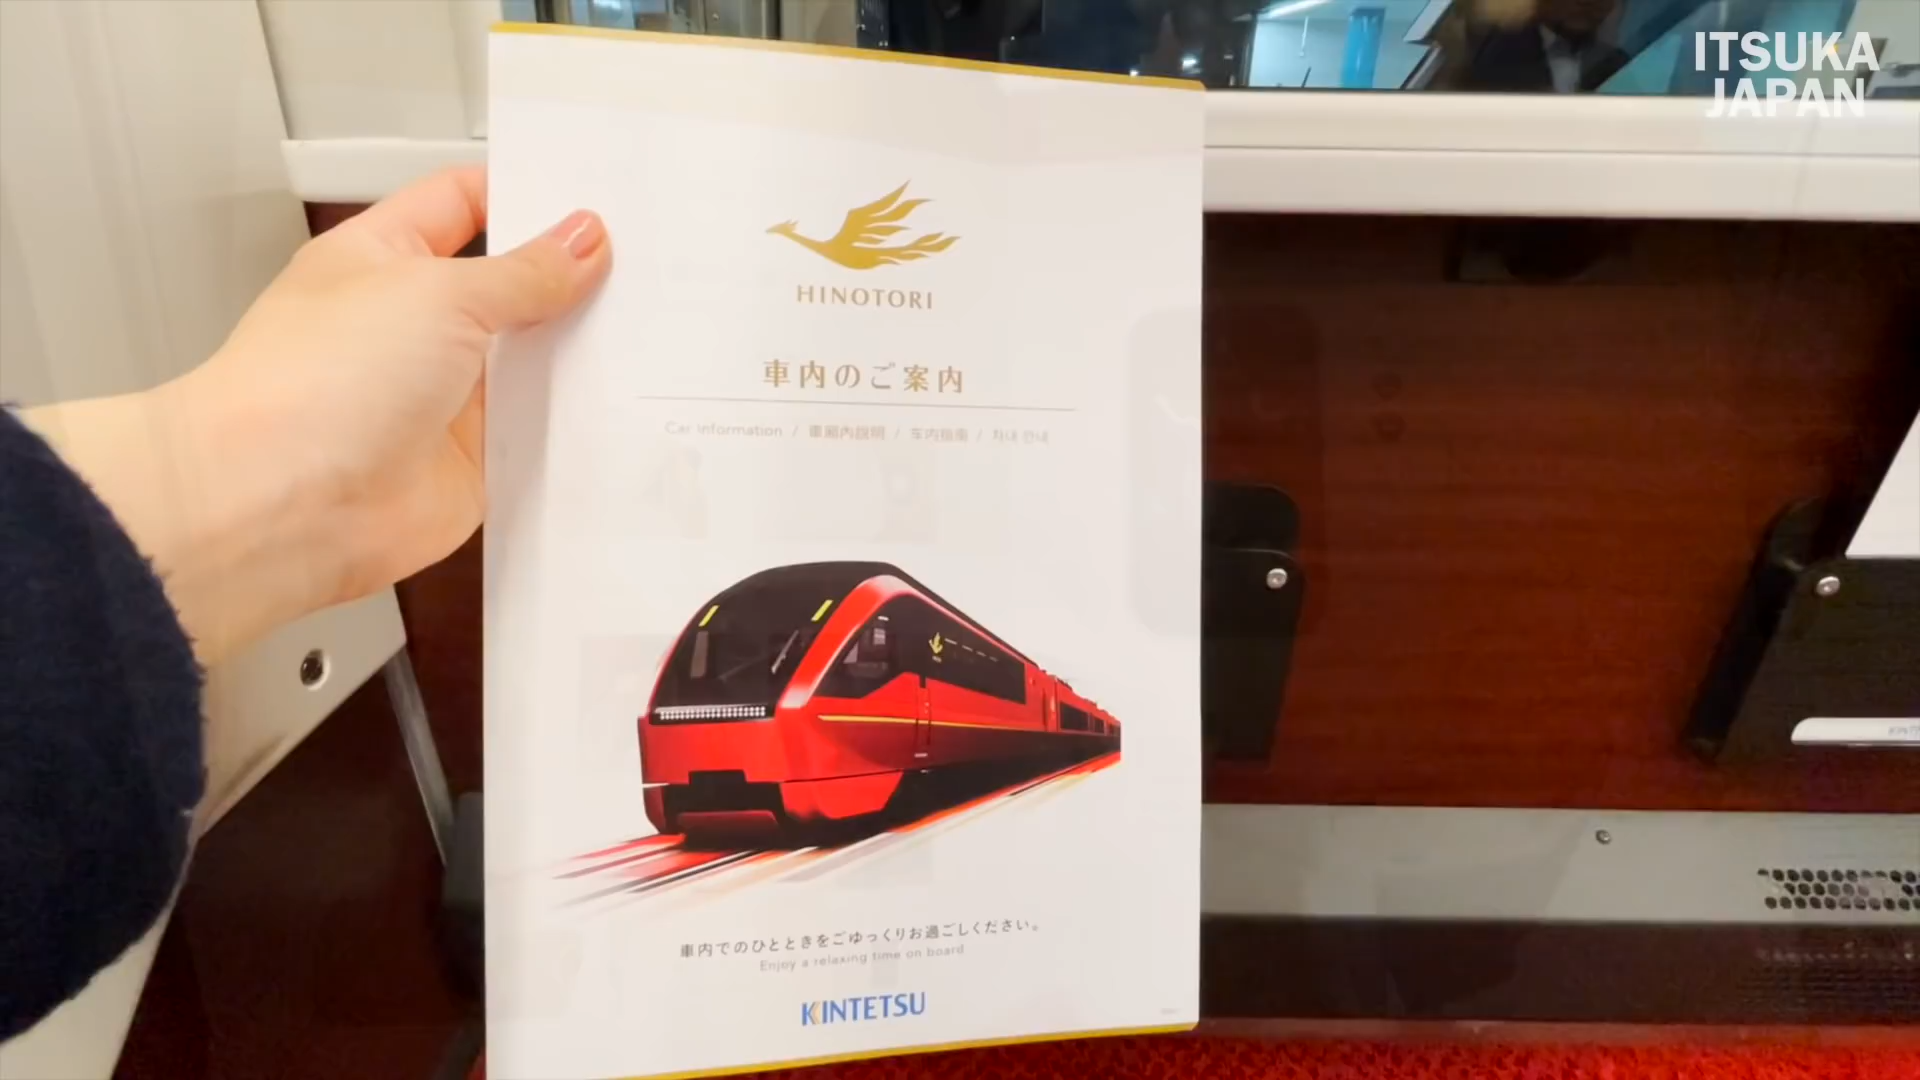 ITSUKA
JAPAN
HINOTORI
車内のご案内
Car Information / 車廂內說明 / 车内指南 / 차내 안내
車内でのひとときをごゆっくりお過ごしください。
Enjoy a relaxing time on board
KINTETSU